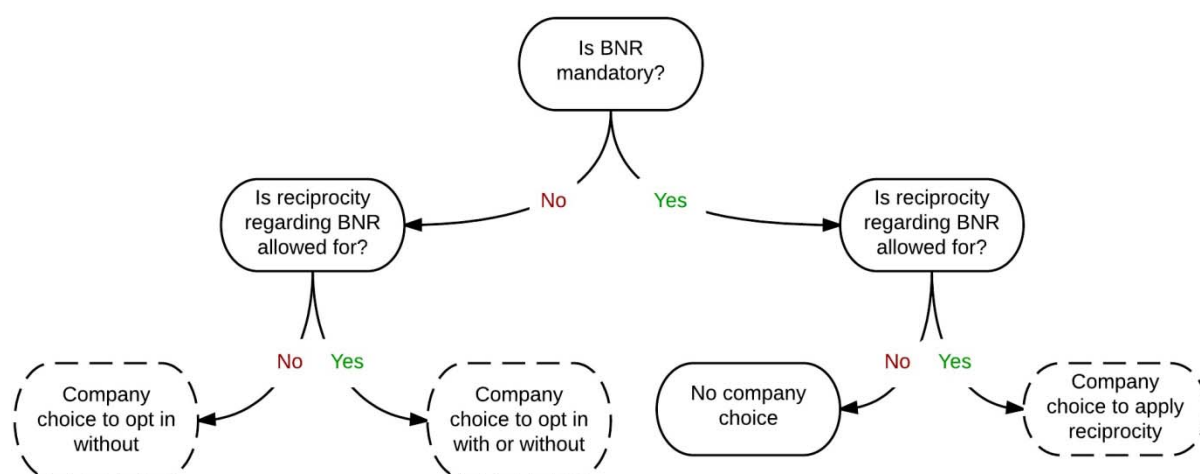 Is BNR
mandatory?
No
Yes
Is reciprocity
regarding BNR
allowed for?
Is reciprocity
regarding BNR
allowed for?
No
Yes
No
Yes
Company
choice to opt in
without
Company
choice to opt in
with or without
No company
choice
Company
choice to apply
reciprocity